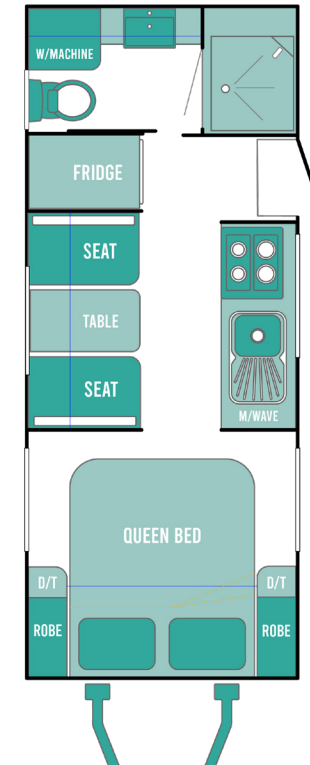 W/MACHINE
FRIDGE
SEAT
TABLE
SEAT
M/WAVE
QUEEN BED
D/T
D/T
ROBE
ROBE